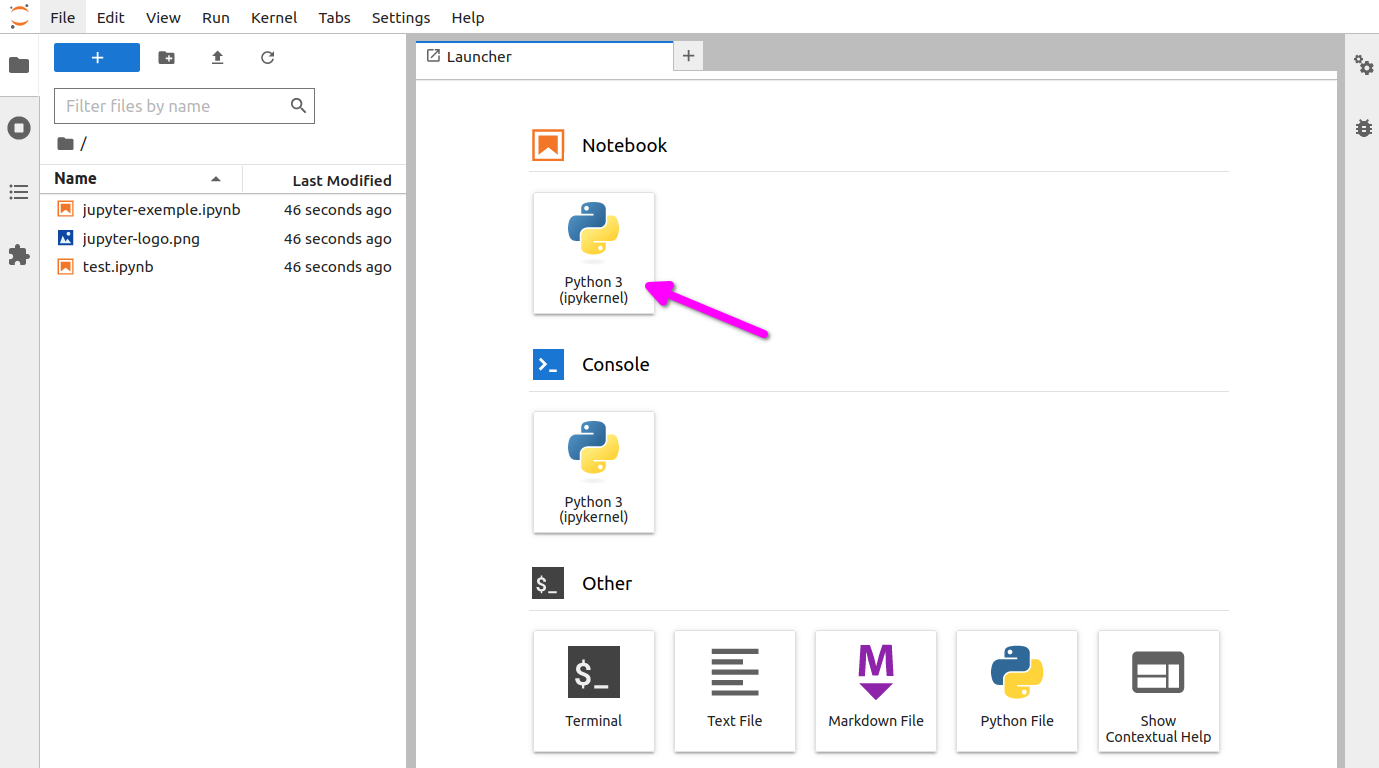 File Edit View Run Kernel Tabs Settings Help
+
Launcher
+
Filter files by name
/
Name Last Modified
jupyter-exemple.ipynb 46 seconds ago
jupyter-logo.png 46 seconds ago
test.ipynb 46 seconds ago
Notebook
Python 3
(ipykernel)
>_ Console
Python 3
(ipykernel)
$_ Other
$_
Terminal
Text File
M
Markdown File
Python File
Show
Contextual Help